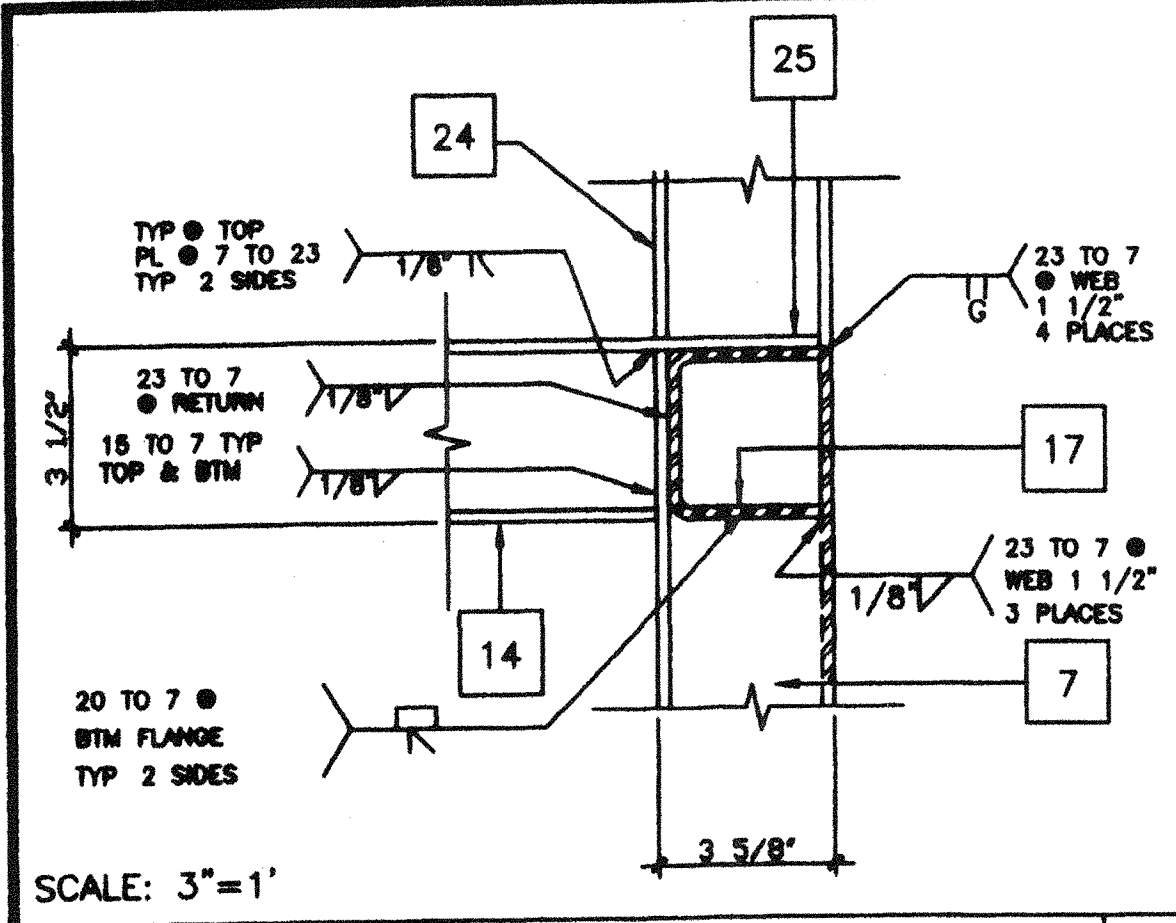 25
24
TYP @ TOP
PL @ 7 TO 23
TYP 2 SIDES
1/8"
23 TO 7
@ WEB
1 1/2"
4 PLACES
G
3 1/2"
23 TO 7
@ RETURN
1/8"
15 TO 7 TYP
TOP & BTM
1/8"
17
23 TO 7 @
WEB 1 1/2"
3 PLACES
1/8"
14
7
20 TO 7 @
BTM FLANGE
TYP 2 SIDES
3 5/8"
SCALE: 3"=1'